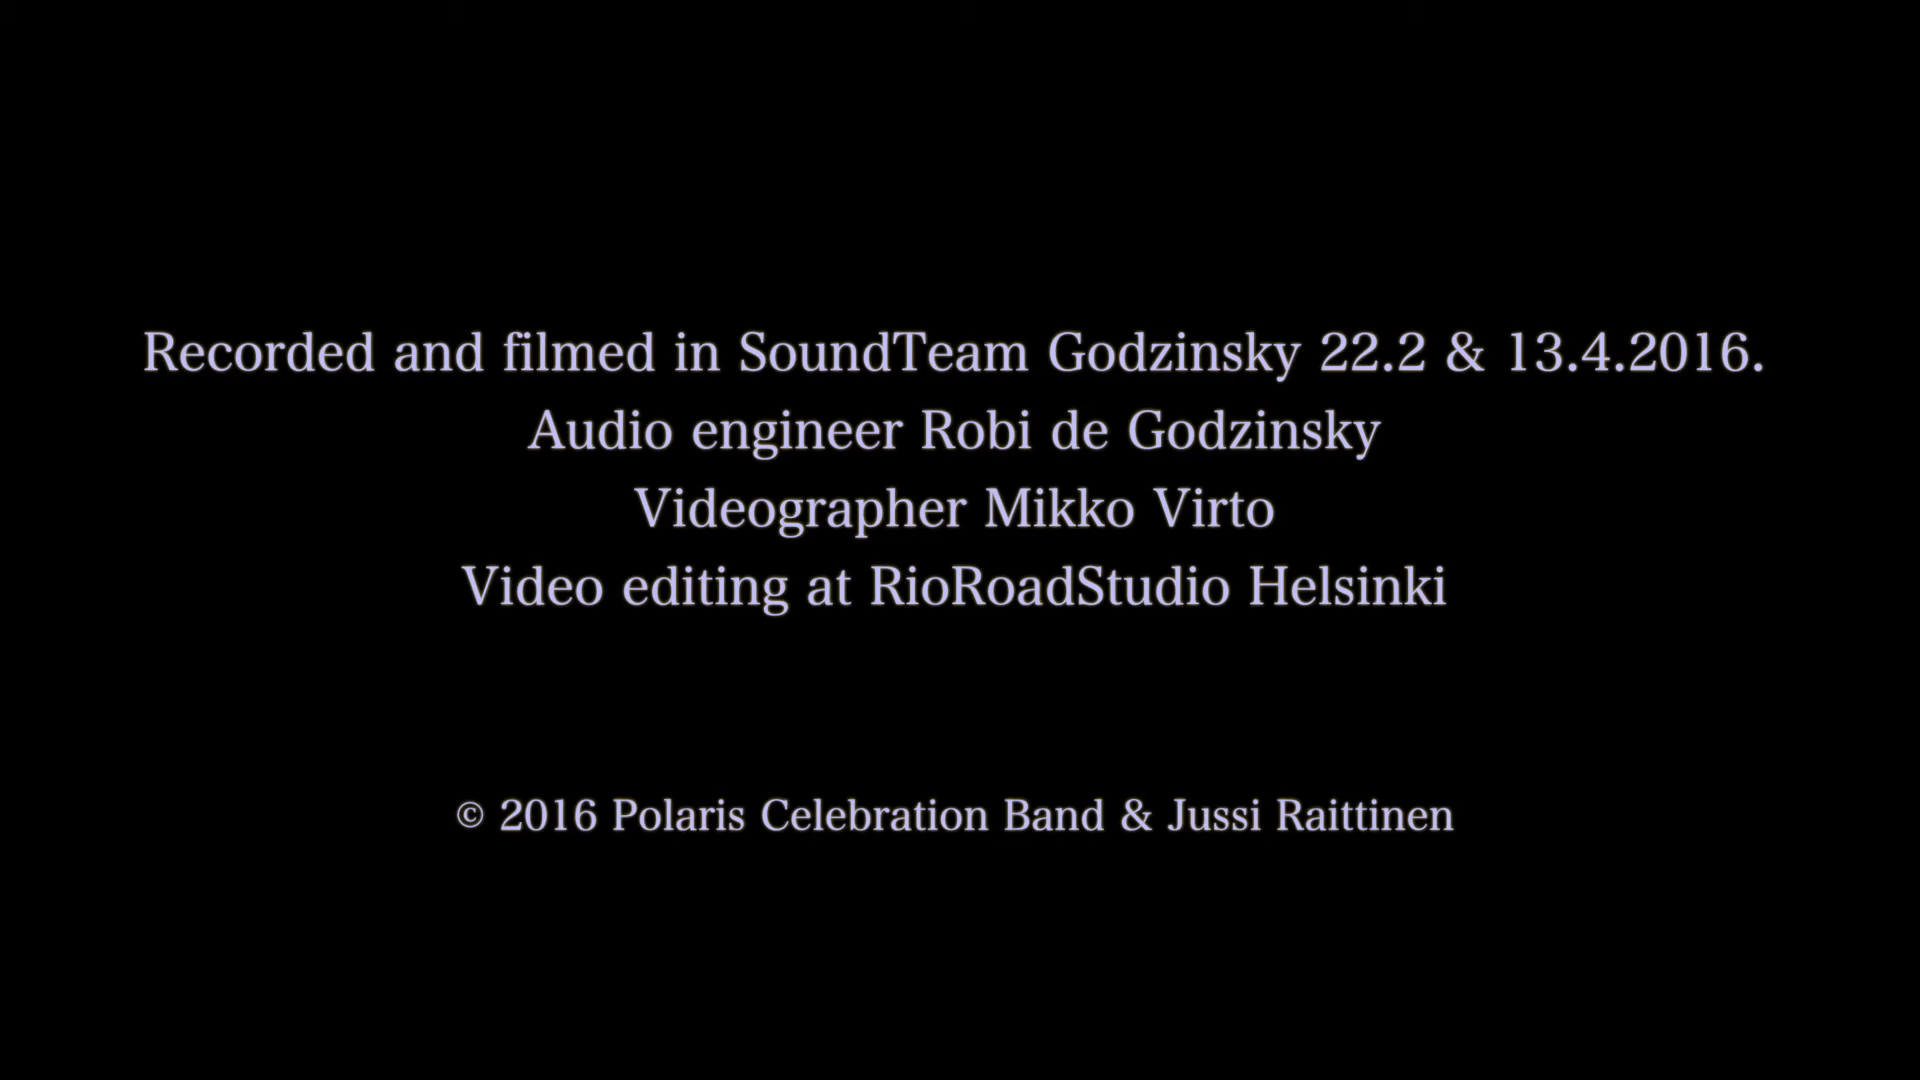 Recorded and filmed in SoundTeam Godzinsky 22.2 & 13.4.2016.
Audio engineer Robi de Godzinsky
Videographer Mikko Virto
Video editing at RioRoadStudio Helsinki
© 2016 Polaris Celebration Band & Jussi Raittinen